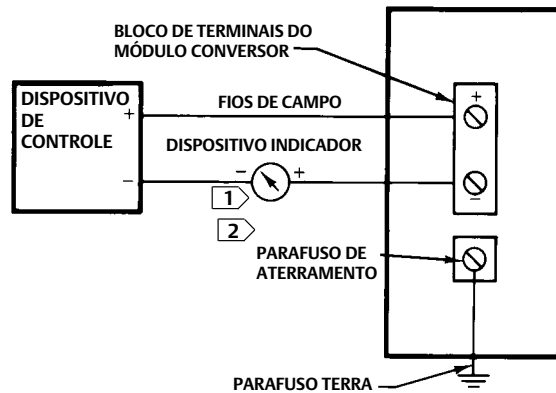 BLOCO DE TERMINAIS DO
MÓDULO CONVERSOR
DISPOSITIVO
DE
CONTROLE
+
FIOS DE CAMPO
+
DISPOSITIVO INDICADOR
−
−
+
−
1
2
PARAFUSO DE
ATERRAMENTO
PARAFUSO TERRA